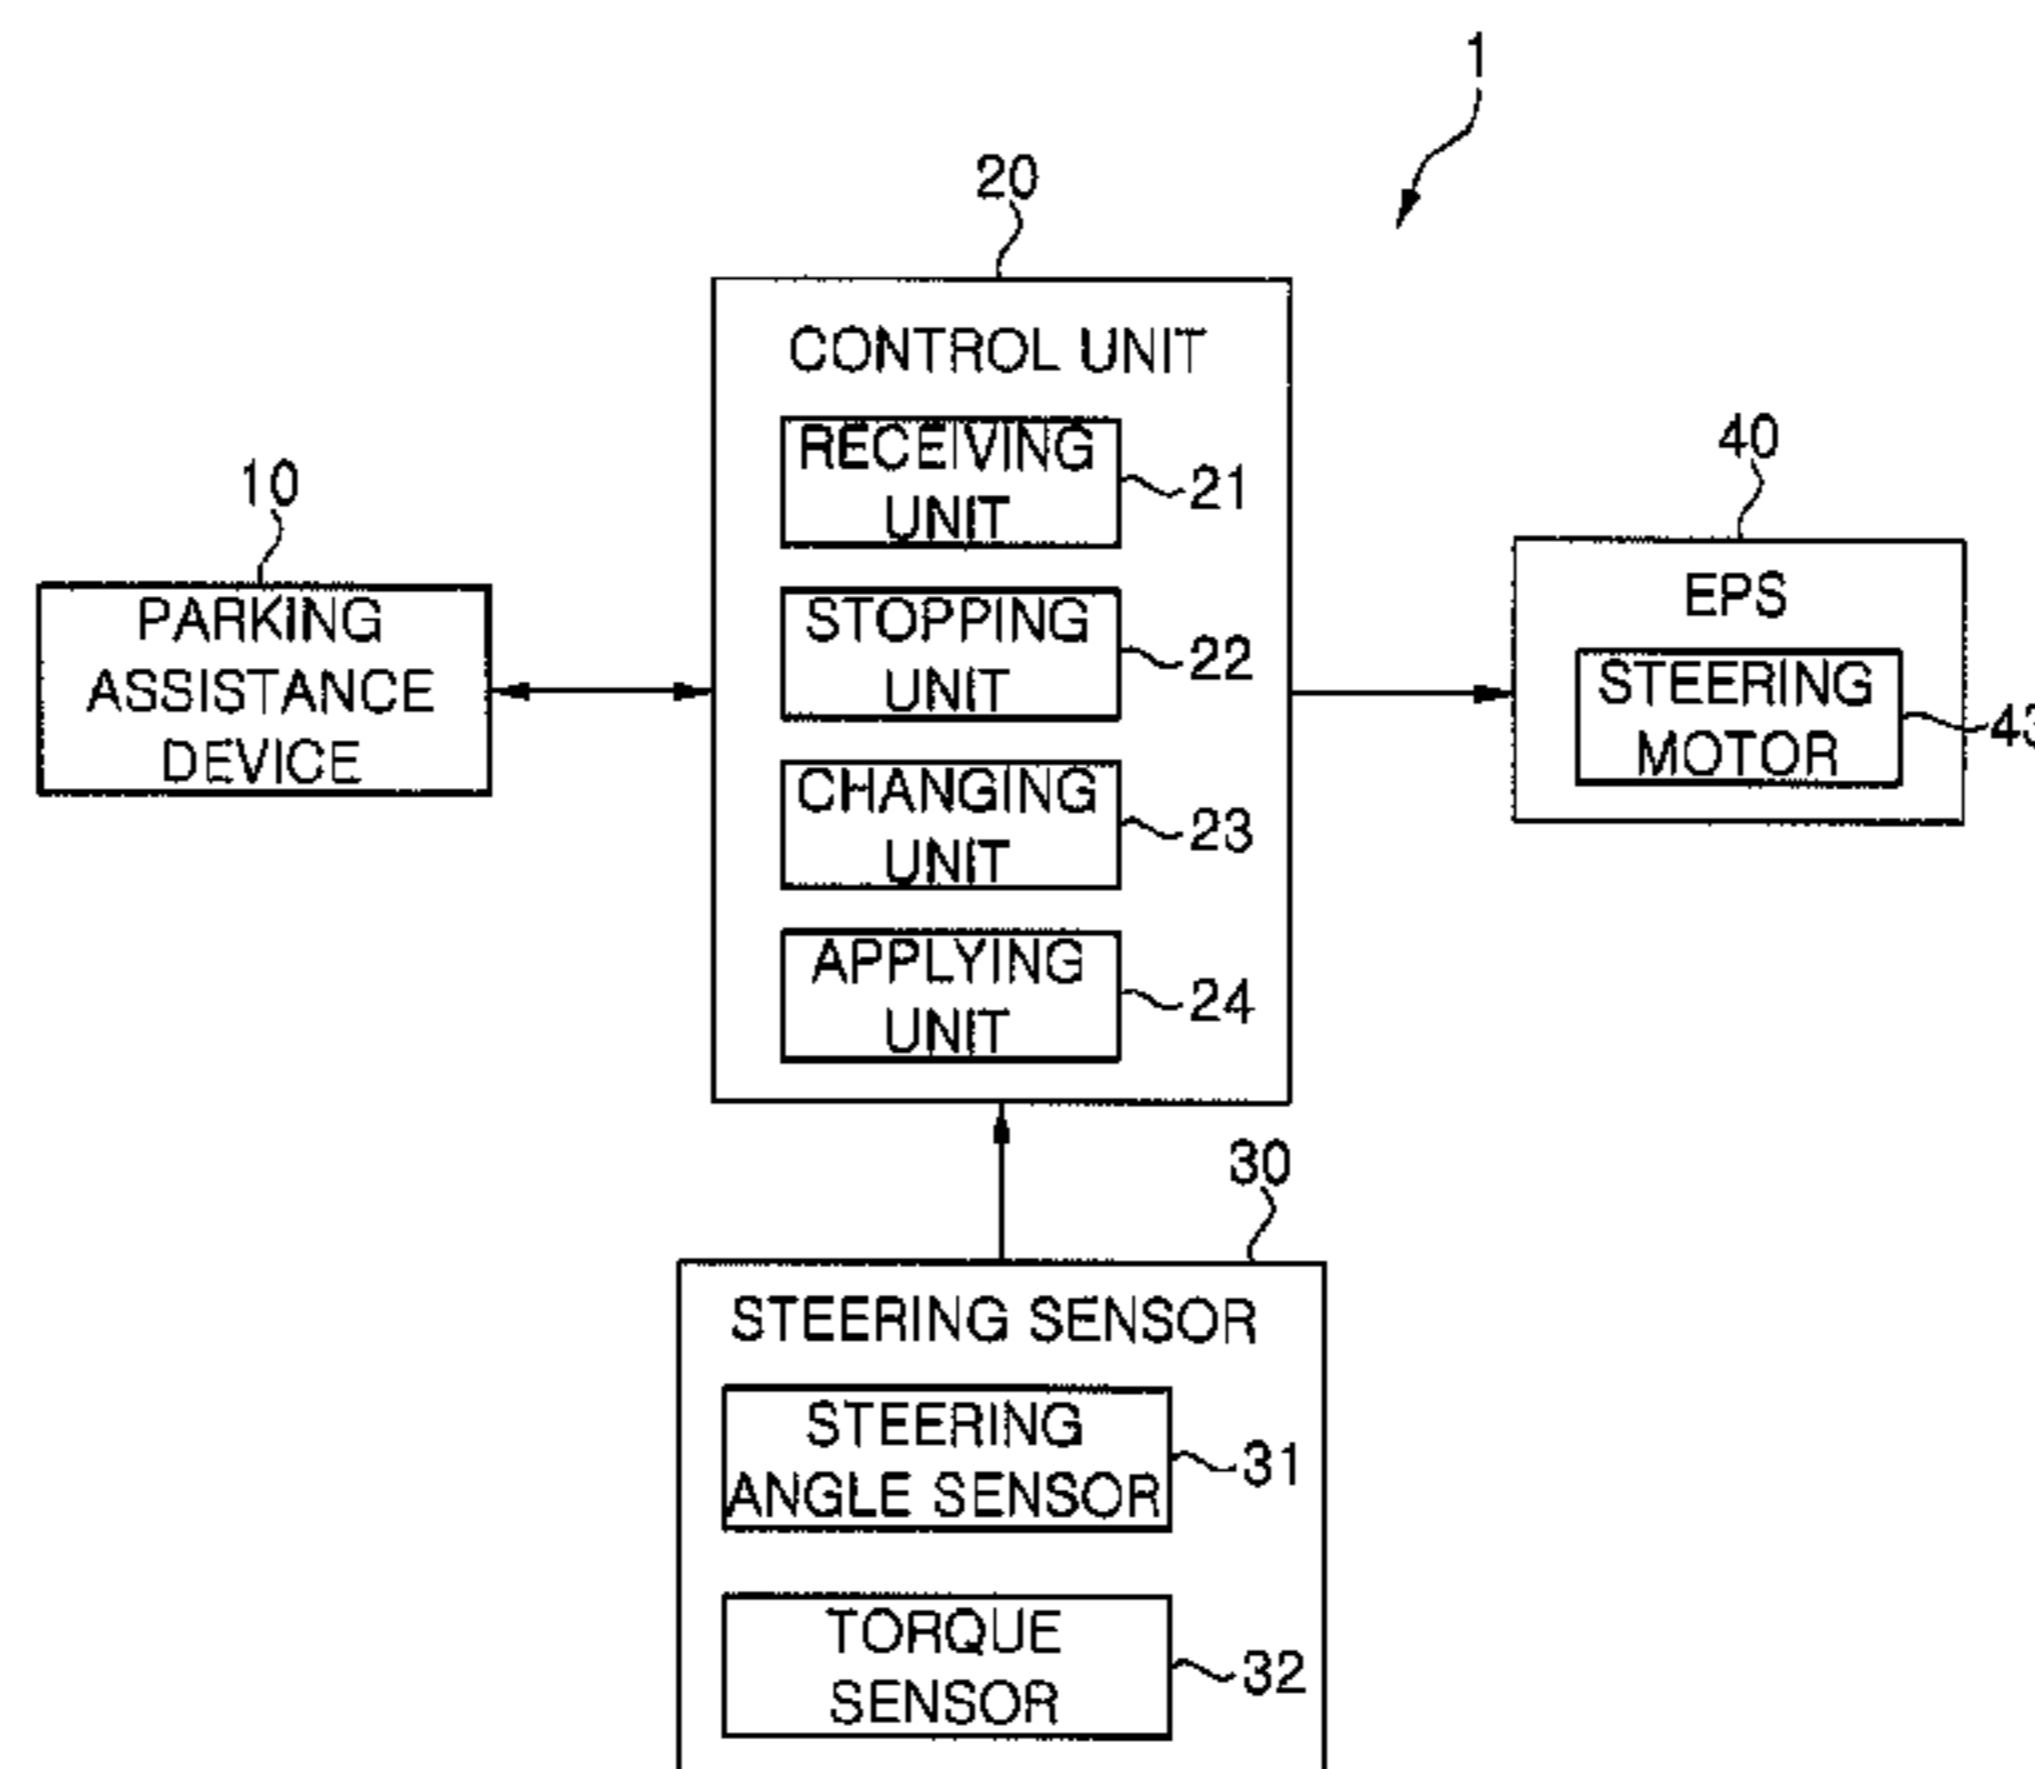 1
20
CONTROL UNIT
RECEIVING
UNIT
21
STOPPING
UNIT
22
CHANGING
UNIT
23
APPLYING
UNIT
24
10
PARKING
ASSISTANCE
DEVICE
40
EPS
STEERING
MOTOR
43
30
STEERING SENSOR
STEERING
ANGLE SENSOR
31
TORQUE
SENSOR
32